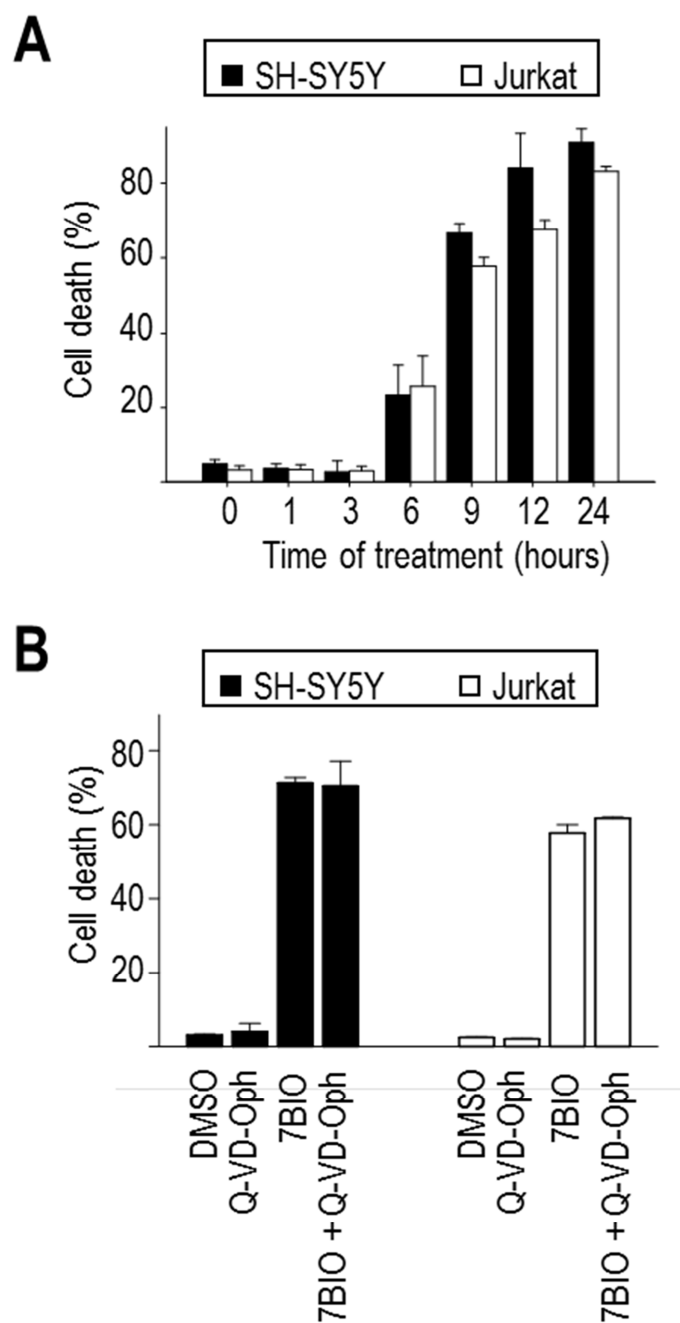 A
SH-SY5Y Jurkat
Cell death (%)
80
60
40
20
0 1 3 6 9 12 24
Time of treatment (hours)
B
SH-SY5Y Jurkat
Cell death (%)
80
60
40
20
DMSO
Q-VD-Oph
7BIO
7BIO + Q-VD-Oph
DMSO
Q-VD-Oph
7BIO
7BIO + Q-VD-Oph